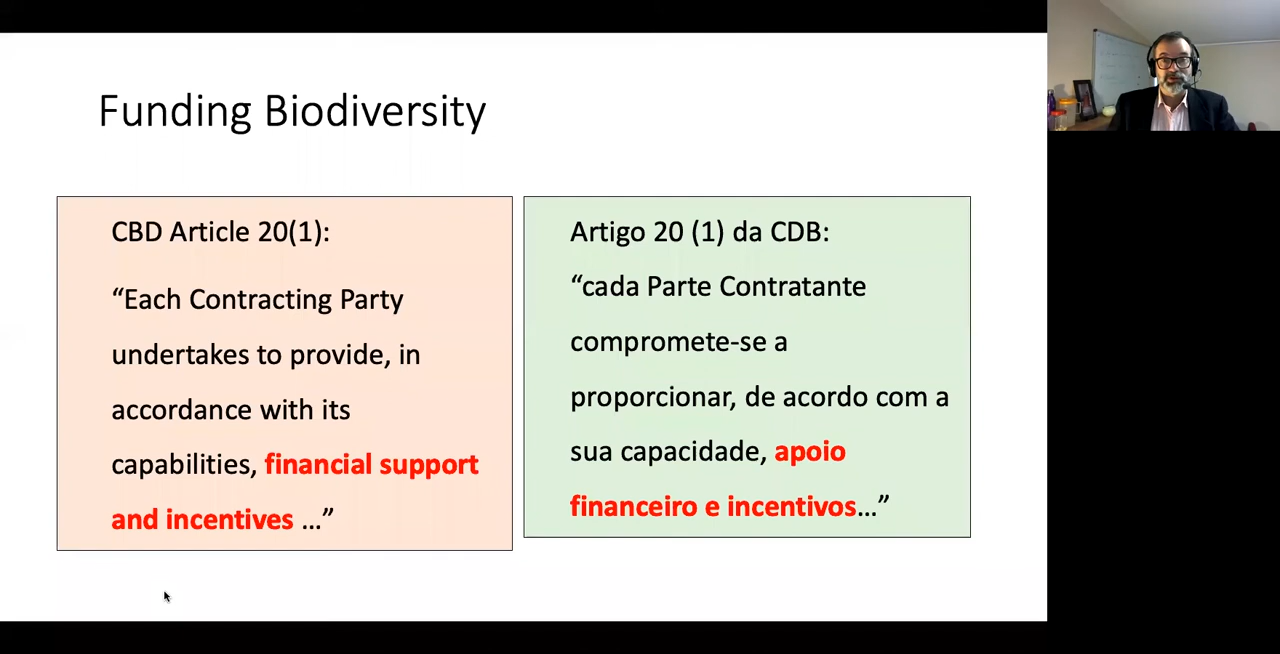 Funding Biodiversity
CBD Article 20(1):
“Each Contracting Party
undertakes to provide, in
accordance with its
capabilities, financial support
and incentives …”
Artigo 20 (1) da CDB:
“cada Parte Contratante
compromete-se a
proporcionar, de acordo com a
sua capacidade, apoio
financeiro e incentivos…”